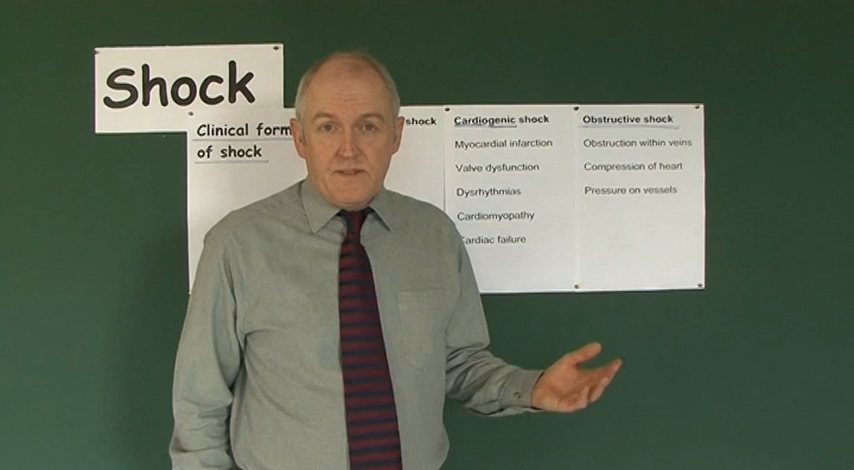 Shock
Clinical form
of shock
shock
Cardiogenic shock
Myocardial infarction
Valve dysfunction
Dysrhythmias
Cardiomyopathy
Cardiac failure
Obstructive shock
Obstruction within veins
Compression of heart
Pressure on vessels